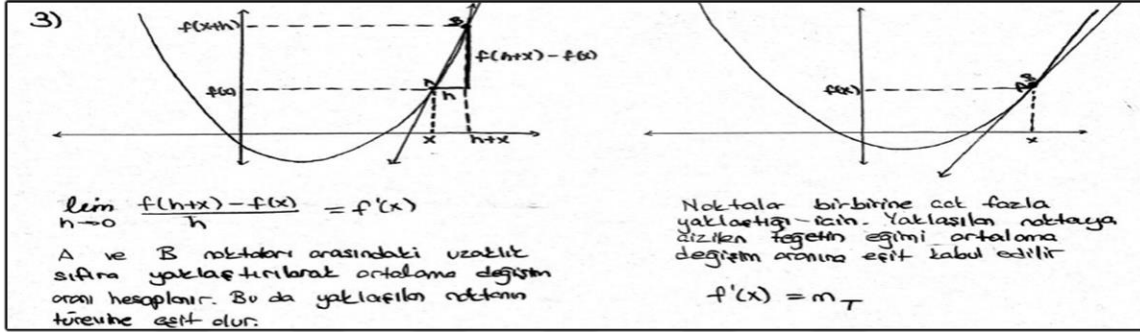 3)
f(x+h)
B
f(h+x)-f(x)
f(x)
A
h
x
h+x
lim f(h+x)-f(x) = f'(x)
h→0 h
A ve B noktaları arasındaki uzaklık
sıfıra yaklaştırılarak ortalama değişim
oranı hesaplanır. Bu da yaklaşılan noktanın
türevine eşit olur.
f(x)
A B
x
Noktalar birbirine çok fazla
yaklaştığı için. Yaklaşılan noktaya
çizilen teğetin eğimi ortalama
değişim oranına eşit kabul edilir
f'(x) = m_T